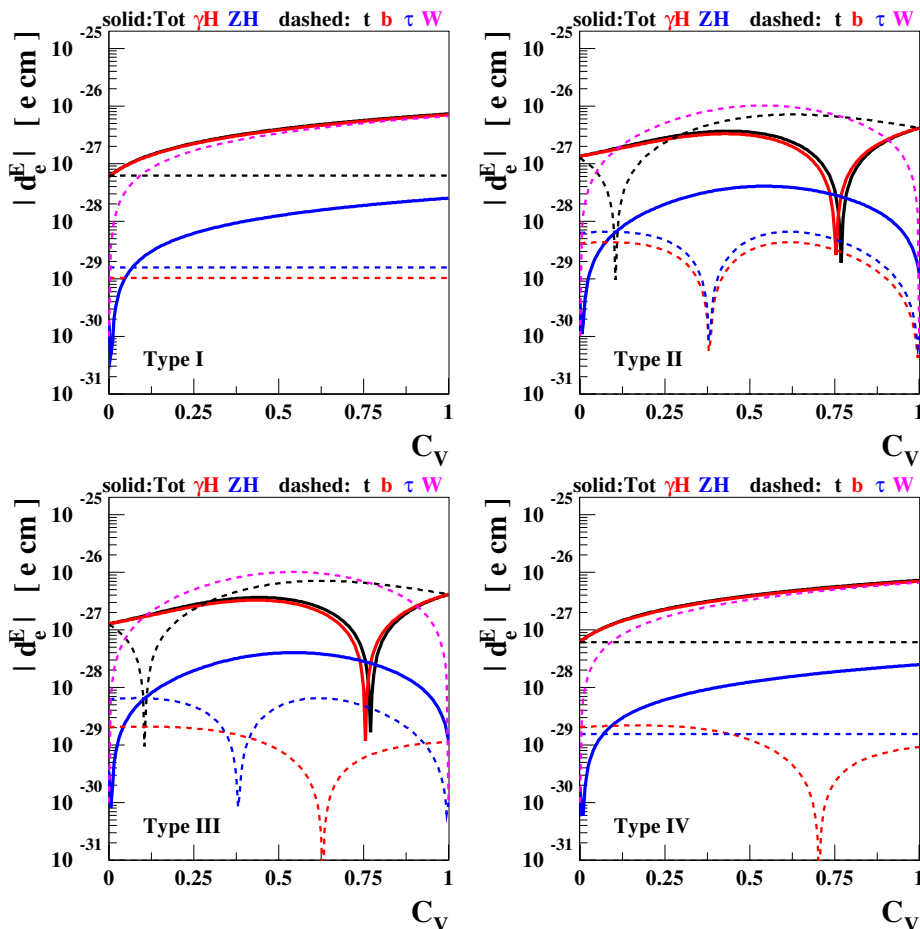 solid:Tot γH ZH dashed: t b τ W
| d_e^E | [ e cm ]
10^-25
10^-26
10^-27
10^-28
10^-29
10^-30
10^-31
Type I
0 0.25 0.5 0.75 1
C_V
solid:Tot γH ZH dashed: t b τ W
| d_e^E | [ e cm ]
10^-25
10^-26
10^-27
10^-28
10^-29
10^-30
10^-31
Type II
0 0.25 0.5 0.75 1
C_V
solid:Tot γH ZH dashed: t b τ W
| d_e^E | [ e cm ]
10^-25
10^-26
10^-27
10^-28
10^-29
10^-30
10^-31
Type III
0 0.25 0.5 0.75 1
C_V
solid:Tot γH ZH dashed: t b τ W
| d_e^E | [ e cm ]
10^-25
10^-26
10^-27
10^-28
10^-29
10^-30
10^-31
Type IV
0 0.25 0.5 0.75 1
C_V